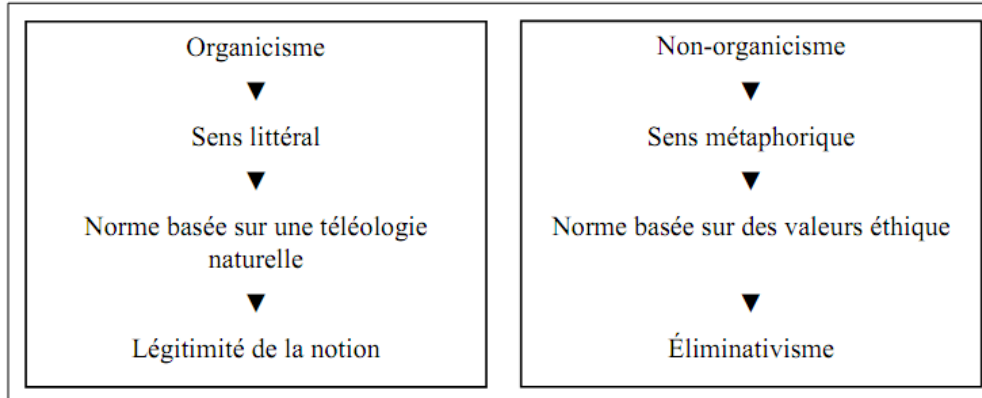 Organicisme
▼
Sens littéral
▼
Norme basée sur une téléologie
naturelle
▼
Légitimité de la notion
Non-organicisme
▼
Sens métaphorique
▼
Norme basée sur des valeurs éthique
▼
Éliminativisme